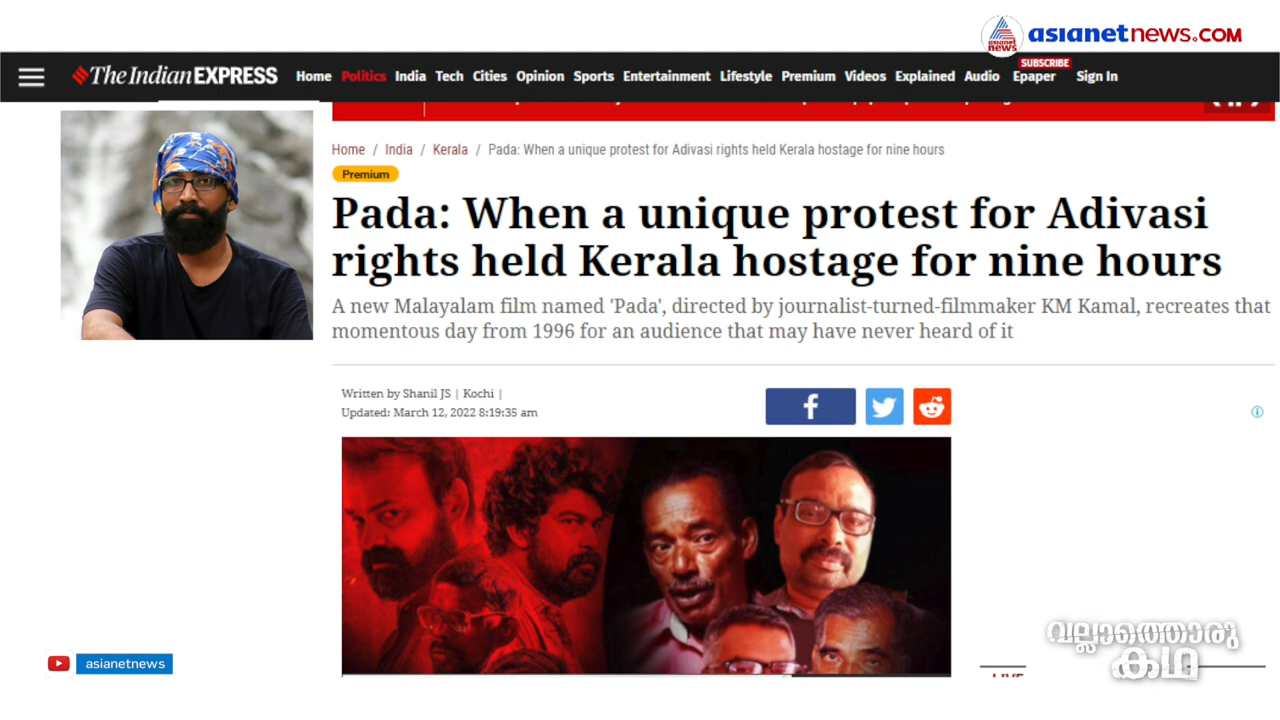 asianet news
asianetnews.COM
The Indian EXPRESS
Home Politics India Tech Cities Opinion Sports Entertainment Lifestyle Premium Videos Explained Audio Epaper SUBSCRIBE Sign In
Home / India / Kerala / Pada: When a unique protest for Adivasi rights held Kerala hostage for nine hours
Premium
Pada: When a unique protest for Adivasi
rights held Kerala hostage for nine hours
A new Malayalam film named 'Pada', directed by journalist-turned-filmmaker KM Kamal, recreates that
momentous day from 1996 for an audience that may have never heard of it
Written by Shanil JS | Kochi |
Updated: March 12, 2022 8:19:35 am
asianetnews
വല്ലാത്തൊരു
കഥ
LIVE